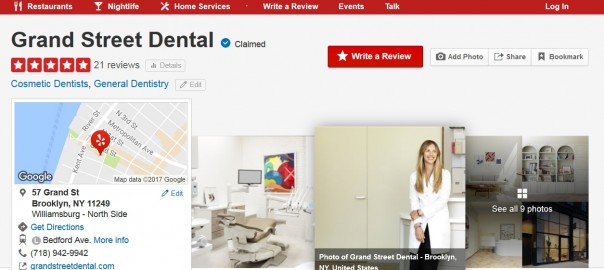 Restaurants Nightlife Home Services Write a Review Events Talk Log In
Grand Street Dental Claimed
21 reviews Details
Write a Review Add Photo Share Bookmark
Cosmetic Dentists, General Dentistry Edit
River St
N 3rd St
Metropolitan Ave
Kent Ave
Google Map data ©2017 Google
57 Grand St Edit
Brooklyn, NY 11249
Williamsburg - North Side
Get Directions
L Bedford Ave. More info
(718) 942-9942
grandstreetdental.com
Photo of Grand Street Dental - Brooklyn,
NY, United States
See all 9 photos